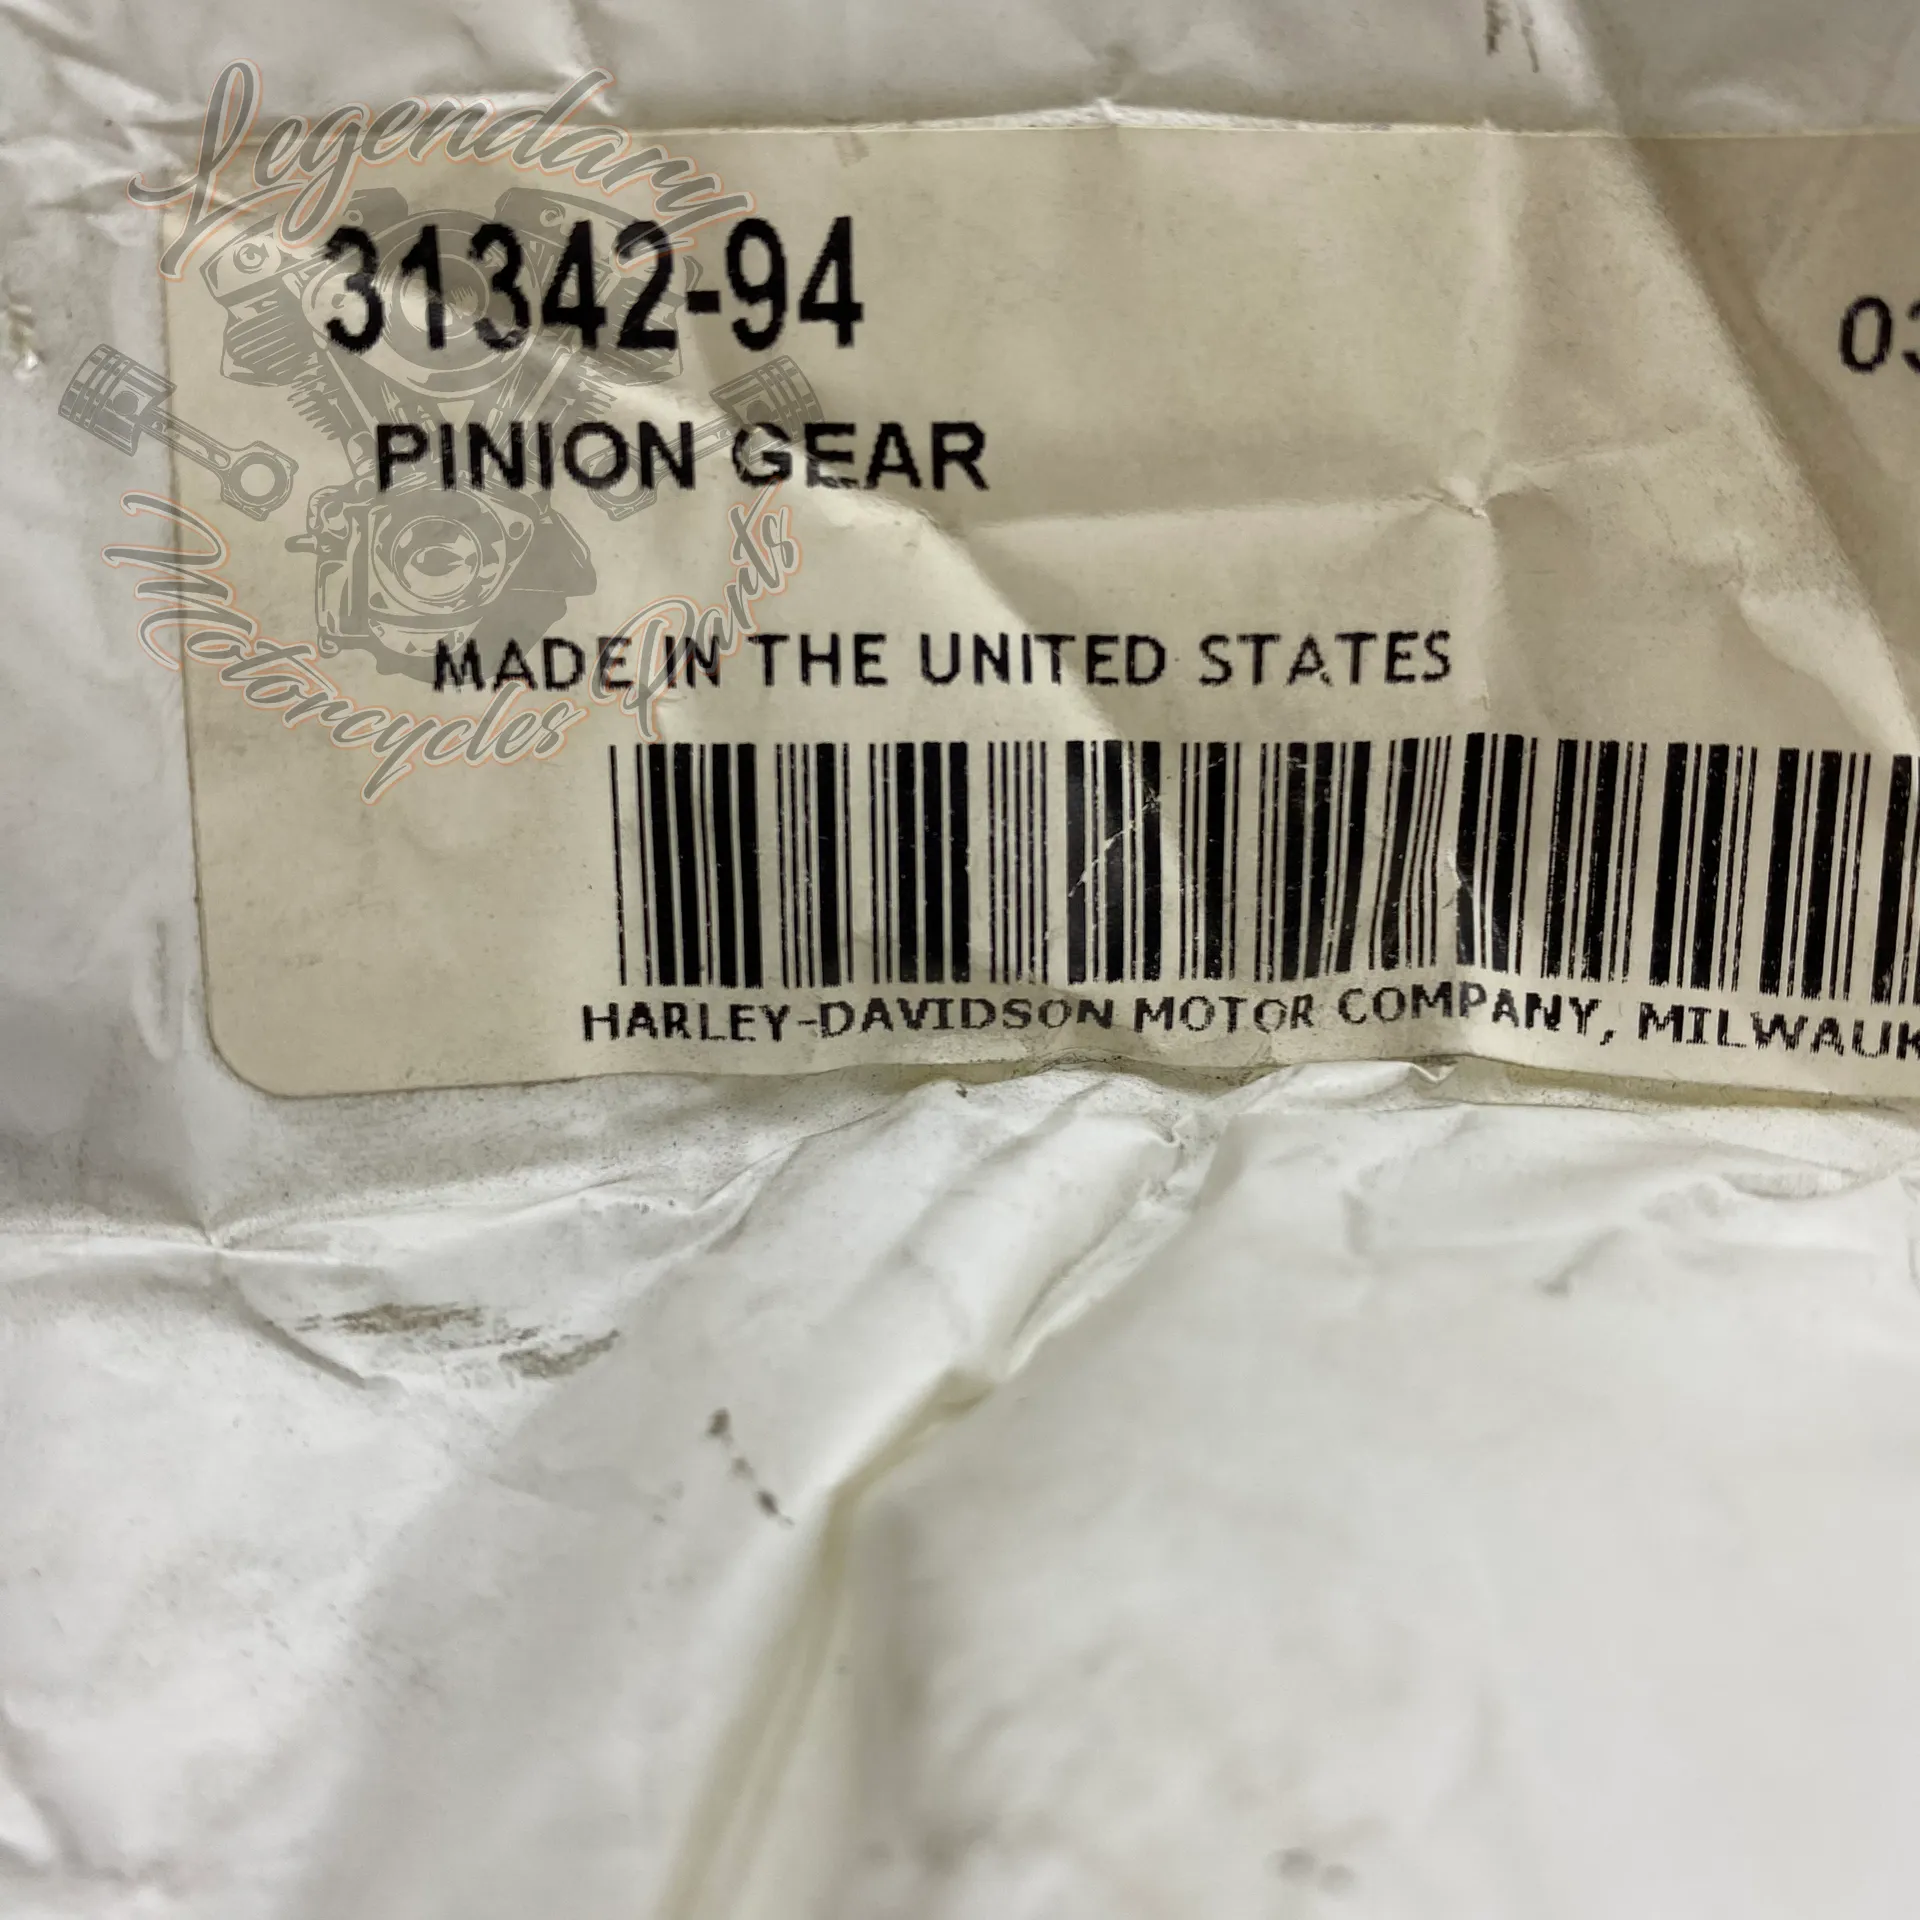 Legendary
31342-94
03
PINION GEAR
Motorcycles Parts
MADE IN THE UNITED STATES
HARLEY-DAVIDSON MOTOR COMPANY, MILWAUK